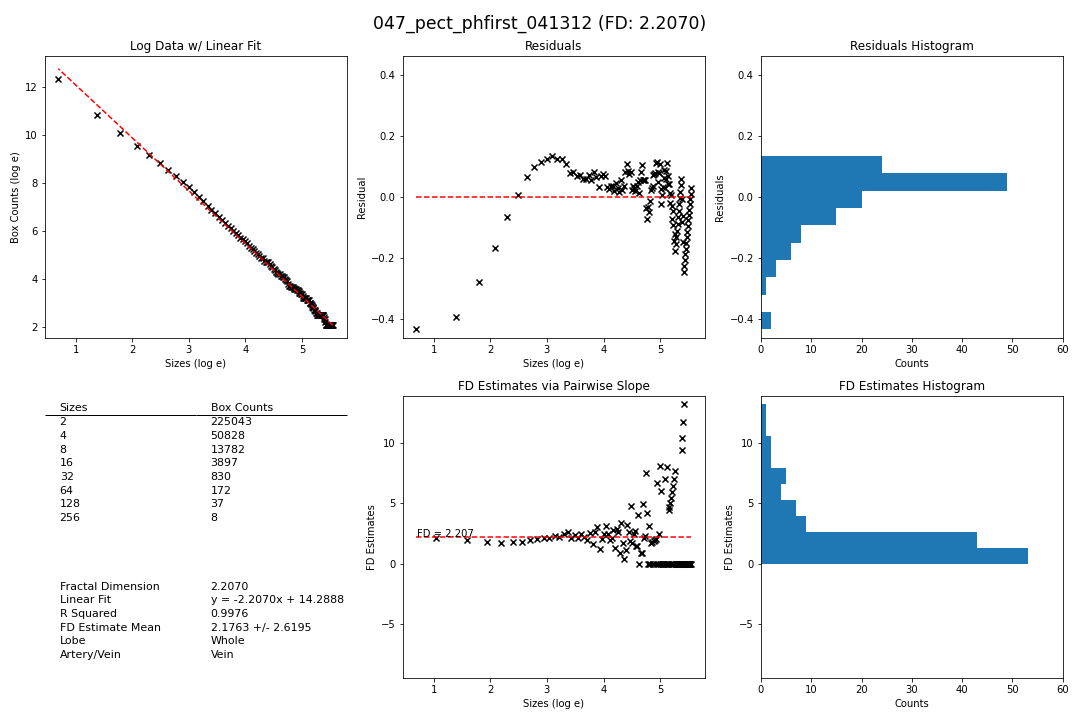 047_pect_phfirst_041312 (FD: 2.2070)
Log Data w/ Linear Fit
Box Counts (log e)
12
10
8
6
4
2
1 2 3 4 5
Sizes (log e)
Residuals
Residual
0.4
0.2
0.0
−0.2
−0.4
1 2 3 4 5
Sizes (log e)
Residuals Histogram
Residuals
0.4
0.2
0.0
−0.2
−0.4
0 10 20 30 40 50 60
Counts
Sizes Box Counts
2 225043
4 50828
8 13782
16 3897
32 830
64 172
128 37
256 8
Fractal Dimension 2.2070
Linear Fit y = -2.2070x + 14.2888
R Squared 0.9976
FD Estimate Mean 2.1763 +/- 2.6195
Lobe Whole
Artery/Vein Vein
FD Estimates via Pairwise Slope
FD Estimates
10
5
0
−5
FD = 2.207
1 2 3 4 5
Sizes (log e)
FD Estimates Histogram
FD Estimates
10
5
0
−5
0 10 20 30 40 50 60
Counts